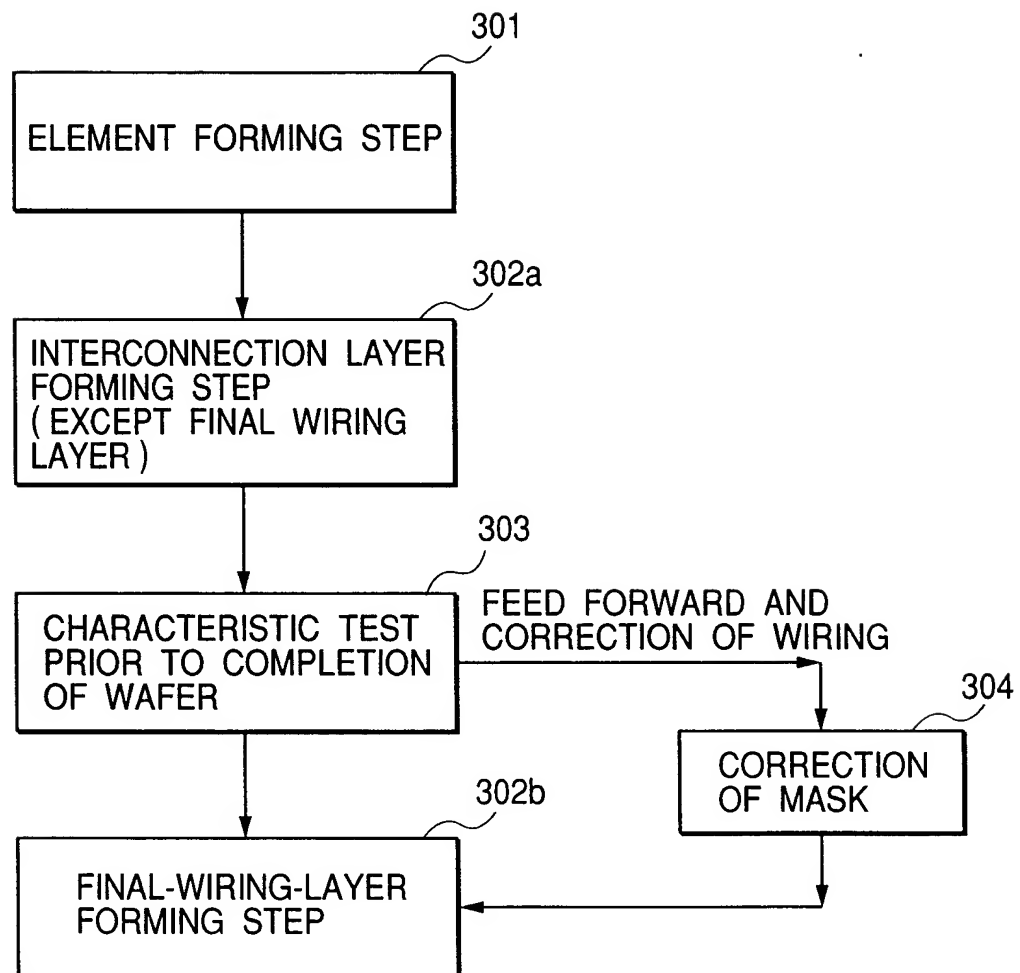 301
ELEMENT FORMING STEP
302a
INTERCONNECTION LAYER
FORMING STEP
(EXCEPT FINAL WIRING
LAYER)
303
CHARACTERISTIC TEST
PRIOR TO COMPLETION
OF WAFER
FEED FORWARD AND
CORRECTION OF WIRING
304
CORRECTION
OF MASK
302b
FINAL-WIRING-LAYER
FORMING STEP